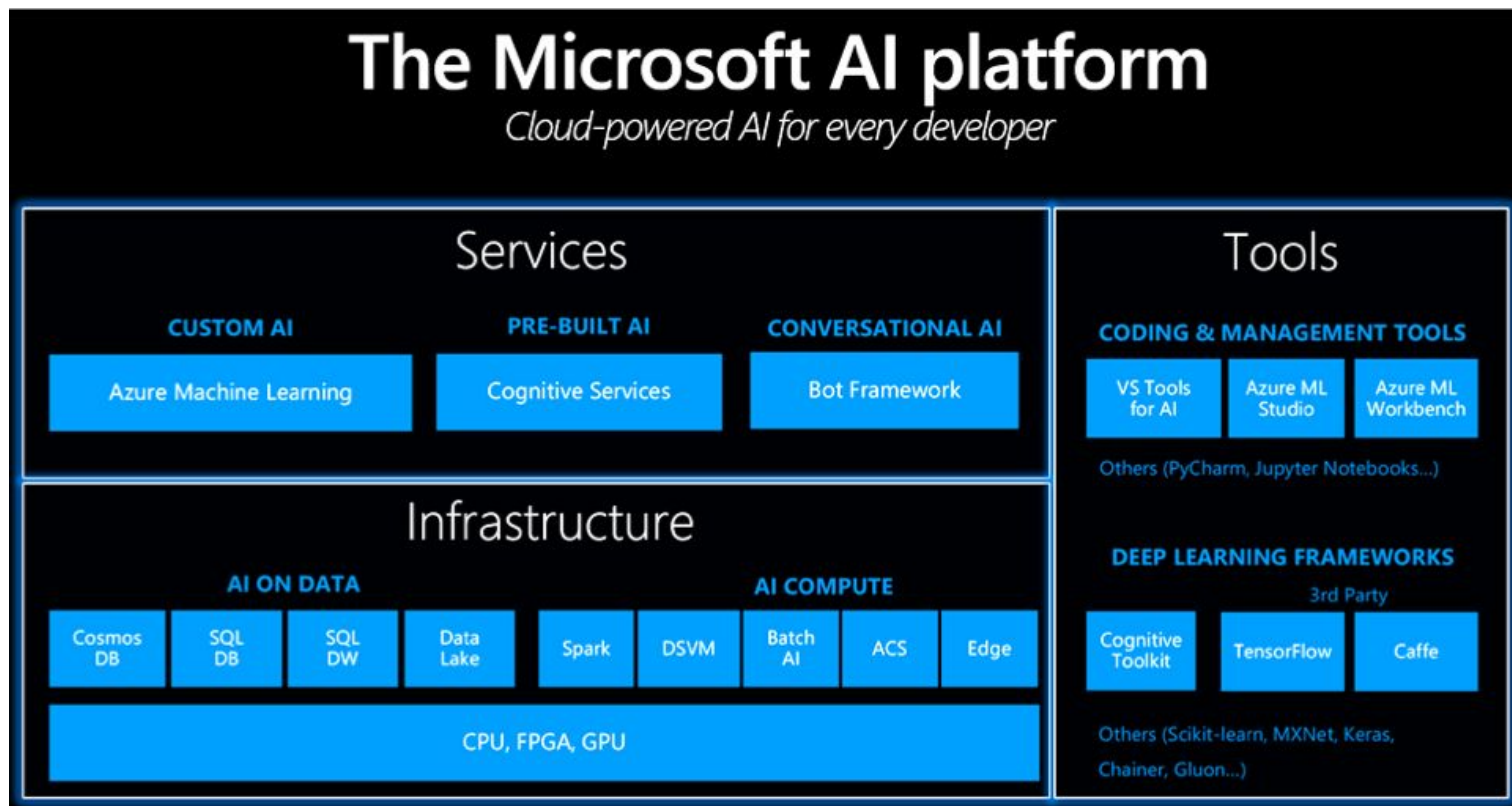 The Microsoft AI platform
Cloud-powered AI for every developer
Services
CUSTOM AI
PRE-BUILT AI
CONVERSATIONAL AI
Azure Machine Learning
Cognitive Services
Bot Framework
Infrastructure
AI ON DATA
AI COMPUTE
Cosmos
DB
SQL
DB
SQL
DW
Data
Lake
Spark
DSVM
Batch
AI
ACS
Edge
CPU, FPGA, GPU
Tools
CODING & MANAGEMENT TOOLS
VS Tools
for AI
Azure ML
Studio
Azure ML
Workbench
Others (PyCharm, Jupyter Notebooks...)
DEEP LEARNING FRAMEWORKS
3rd Party
Cognitive
Toolkit
TensorFlow
Caffe
Others (Scikit-learn, MXNet, Keras,
Chainer, Gluon...)